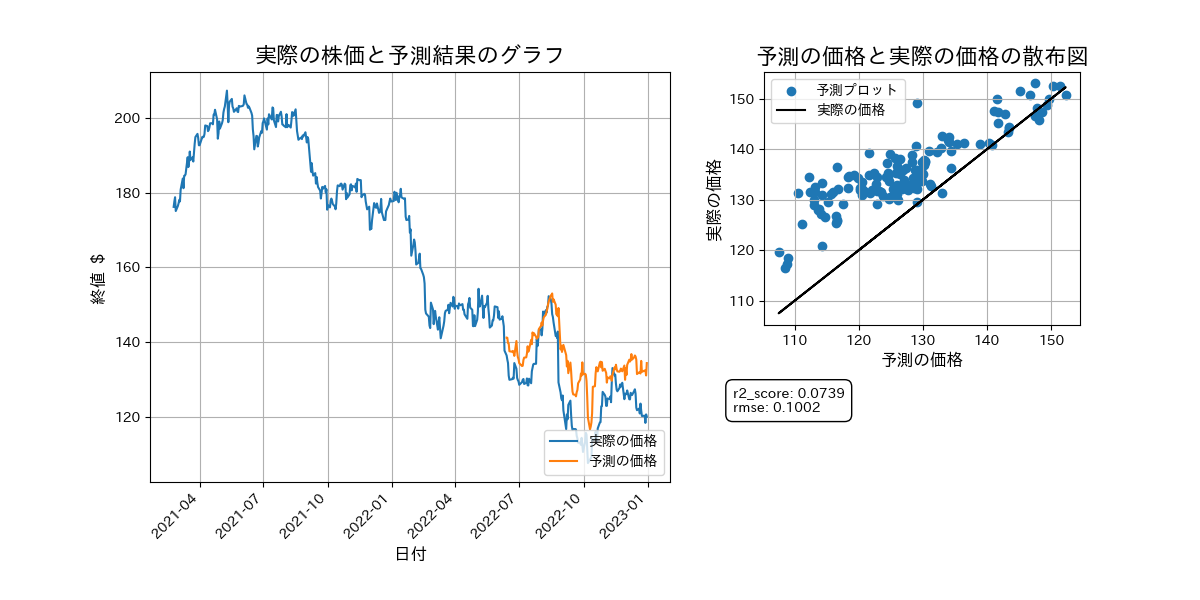 実際の株価と予測結果のグラフ
終値 $
200
180
160
140
120
2021-04
2021-07
2021-10
2022-01
2022-04
2022-07
2022-10
2023-01
日付
実際の価格
予測の価格
予測の価格と実際の価格の散布図
実際の価格
150
140
130
120
110
110
120
130
140
150
予測の価格
予測プロット
実際の価格
r2_score: 0.0739
rmse: 0.1002